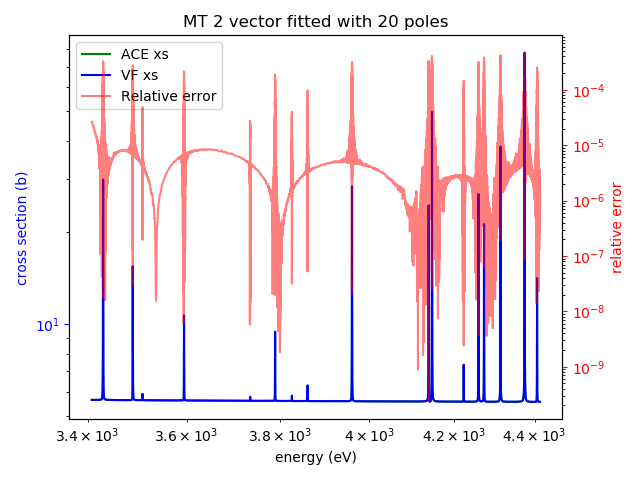 MT 2 vector fitted with 20 poles
ACE xs
VF xs
Relative error
cross section (b)
10¹
10⁻⁴
10⁻⁵
10⁻⁶
10⁻⁷
10⁻⁸
10⁻⁹
relative error
3.4 × 10³ 3.6 × 10³ 3.8 × 10³ 4 × 10³ 4.2 × 10³ 4.4 × 10³
energy (eV)